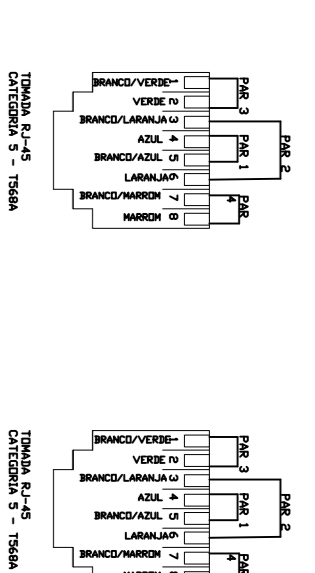 TOMADA RJ-45
CATEGORIA 5 - T568A
BRANCO/VERDE 1
VERDE 2
BRANCO/LARANJA 3
AZUL 4
BRANCO/AZUL 5
LARANJA 6
BRANCO/MARROM 7
MARROM 8
PAR 3
PAR 1
PAR 2
PAR 4
TOMADA RJ-45
CATEGORIA 5 - T568A
BRANCO/VERDE 1
VERDE 2
BRANCO/LARANJA 3
AZUL 4
BRANCO/AZUL 5
LARANJA 6
BRANCO/MARROM 7
PAR 3
PAR 1
PAR 2
PAR 4